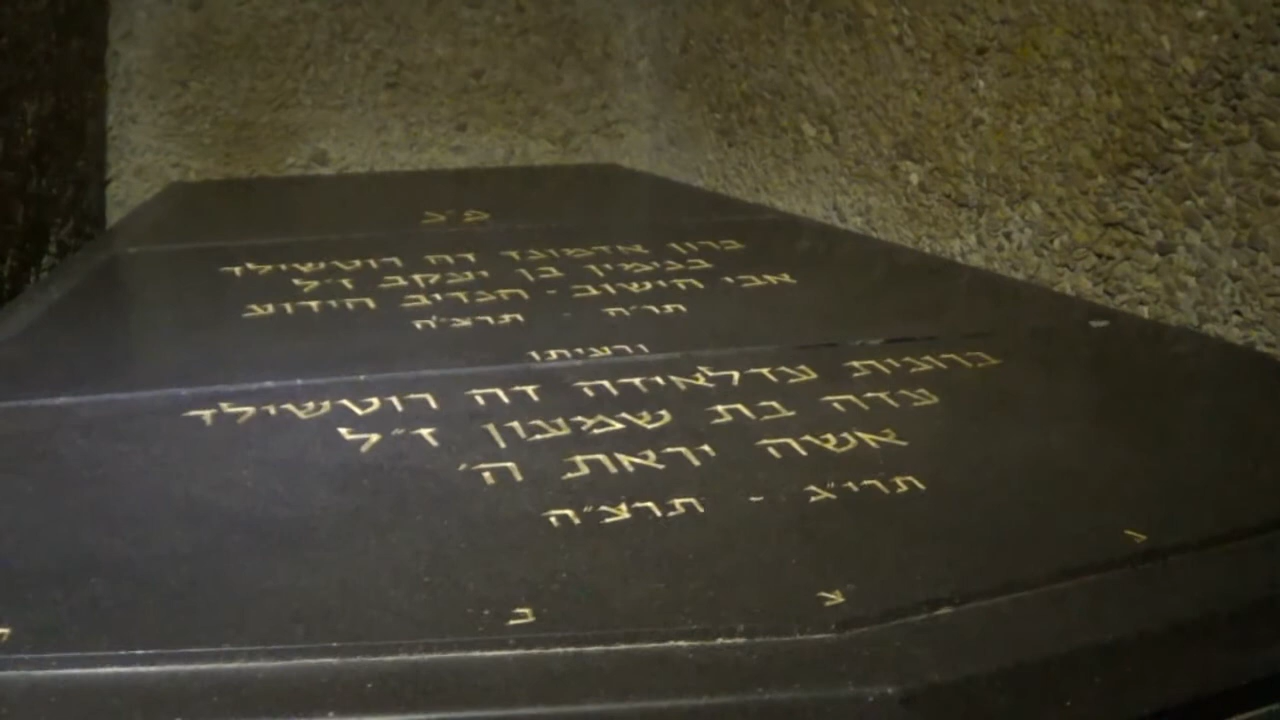 פ״נ
ברון אדמונד דה רוטשילד
בנימין בן יעקב ז״ל
אבי הישוב - הנדיב הידוע
תר״ה - תרצ״ה
ורעיתו
ברונית עדלאידה דה רוטשילד
עדה בת שמעון ז״ל
אשה יראת ה׳
תרי״ג - תרצ״ה
נ צ ב